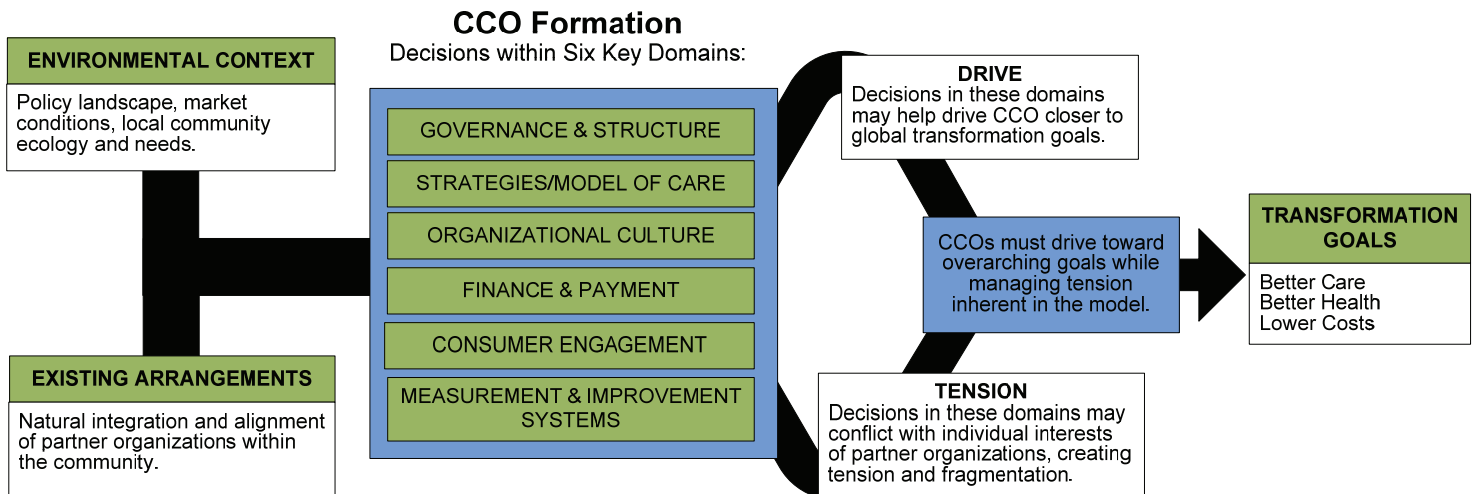 CCO Formation
Decisions within Six Key Domains:
ENVIRONMENTAL CONTEXT
Policy landscape, market
conditions, local community
ecology and needs.
EXISTING ARRANGEMENTS
Natural integration and alignment
of partner organizations within
the community.
GOVERNANCE & STRUCTURE
STRATEGIES/MODEL OF CARE
ORGANIZATIONAL CULTURE
FINANCE & PAYMENT
CONSUMER ENGAGEMENT
MEASUREMENT & IMPROVEMENT
SYSTEMS
DRIVE
Decisions in these domains
may help drive CCO closer to
global transformation goals.
TENSION
Decisions in these domains may
conflict with individual interests
of partner organizations, creating
tension and fragmentation.
CCOs must drive toward
overarching goals while
managing tension
inherent in the model.
TRANSFORMATION
GOALS
Better Care
Better Health
Lower Costs